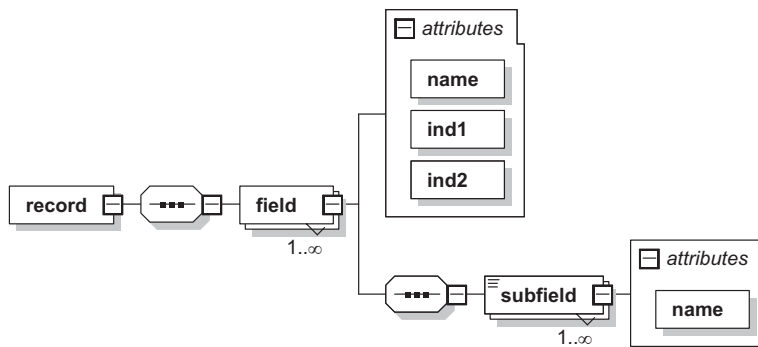 attributes
name
ind1
ind2
record
field
1..∞
attributes
subfield
name
1..∞